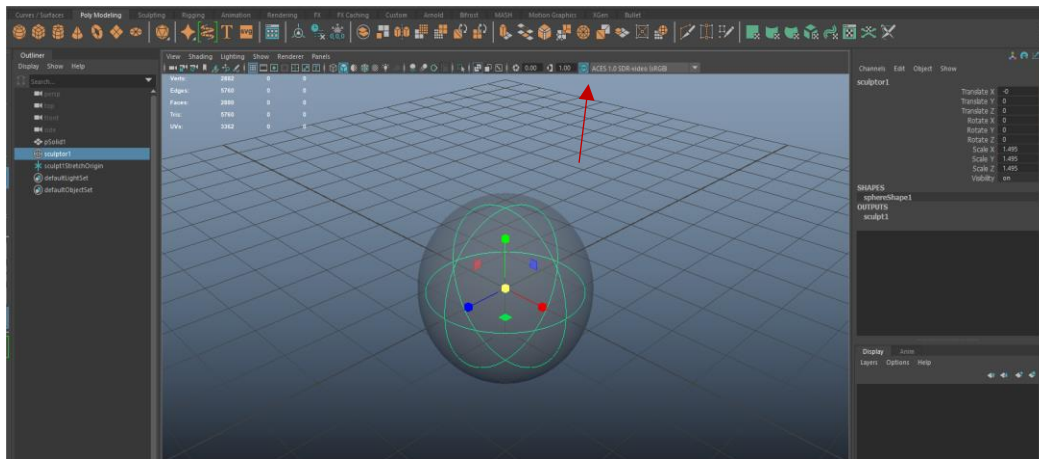 Curves / Surfaces Poly Modeling Sculpting Rigging Animation Rendering FX FX Caching Custom Arnold Bifrost MASH Motion Graphics XGen Bullet
Outliner
Display Show Help
Search...
persp
top
front
side
pSolid1
sculptor1
sculpt1StretchOrigin
defaultLightSet
defaultObjectSet
View Shading Lighting Show Renderer Panels
0.00 1.00 ACES 1.0 SDR-video (sRGB)
Verts: 2882 0 0
Edges: 5760 0 0
Faces: 2880 0 0
Tris: 5760 0 0
UVs: 3362 0 0
Channels Edit Object Show
sculptor1
Translate X -0
Translate Y 0
Translate Z 0
Rotate X 0
Rotate Y 0
Rotate Z 0
Scale X 1.495
Scale Y 1.495
Scale Z 1.495
Visibility on
SHAPES
sphereShape1
OUTPUTS
sculpt1
Display Anim
Layers Options Help